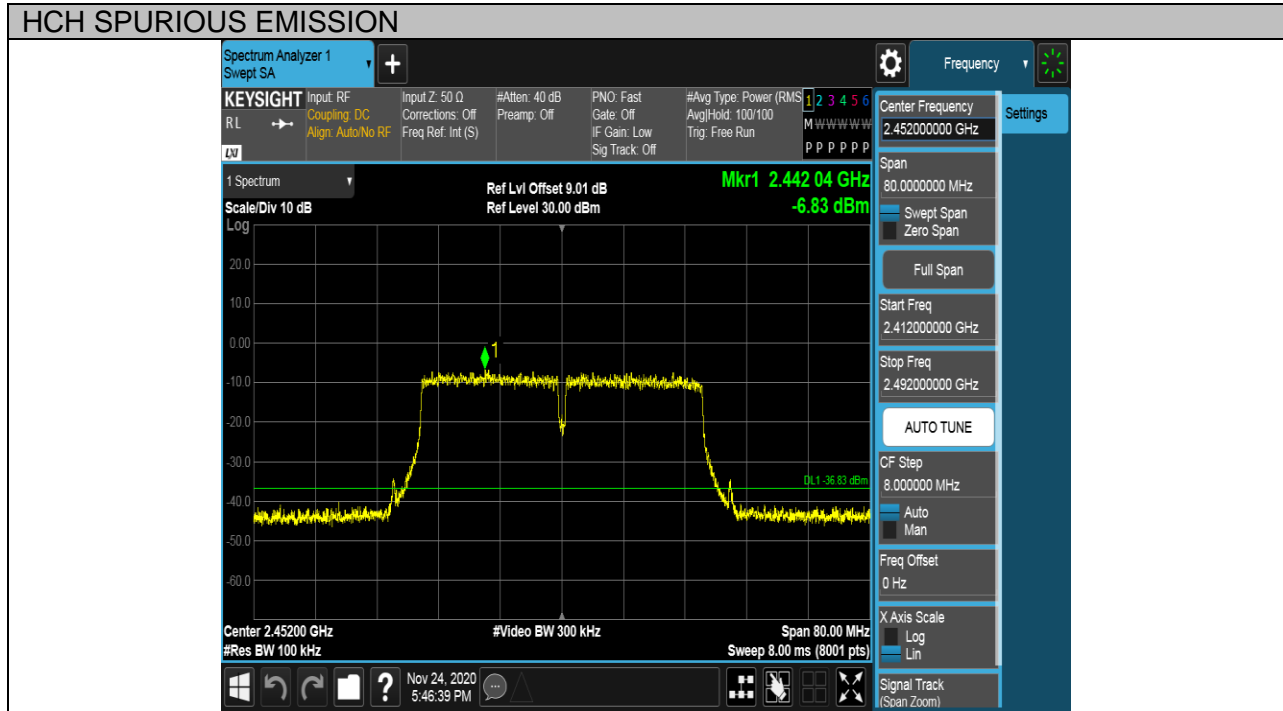 HCH SPURIOUS EMISSION
Spectrum Analyzer 1
Swept SA
+
Frequency
KEYSIGHT
RL
LXI
Input: RF
Coupling: DC
Align: Auto/No RF
Input Z: 50 Ω
Corrections: Off
Freq Ref: Int (S)
#Atten: 40 dB
Preamp: Off
PNO: Fast
Gate: Off
IF Gain: Low
Sig Track: Off
#Avg Type: Power (RMS
Avg|Hold: 100/100
Trig: Free Run
1 2 3 4 5 6
M W W W W W
P P P P P P
1 Spectrum
Scale/Div 10 dB
Ref Lvl Offset 9.01 dB
Ref Level 30.00 dBm
Mkr1 2.442 04 GHz
-6.83 dBm
Log
20.0
10.0
0.00
-10.0
-20.0
-30.0
-40.0
-50.0
-60.0
1
DL1 -36.83 dBm
Center 2.45200 GHz
#Res BW 100 kHz
#Video BW 300 kHz
Span 80.00 MHz
Sweep 8.00 ms (8001 pts)
?
Nov 24, 2020
5:46:39 PM
Center Frequency
2.452000000 GHz
Settings
Span
80.0000000 MHz
Swept Span
Zero Span
Full Span
Start Freq
2.412000000 GHz
Stop Freq
2.492000000 GHz
AUTO TUNE
CF Step
8.000000 MHz
Auto
Man
Freq Offset
0 Hz
X Axis Scale
Log
Lin
Signal Track
(Span Zoom)